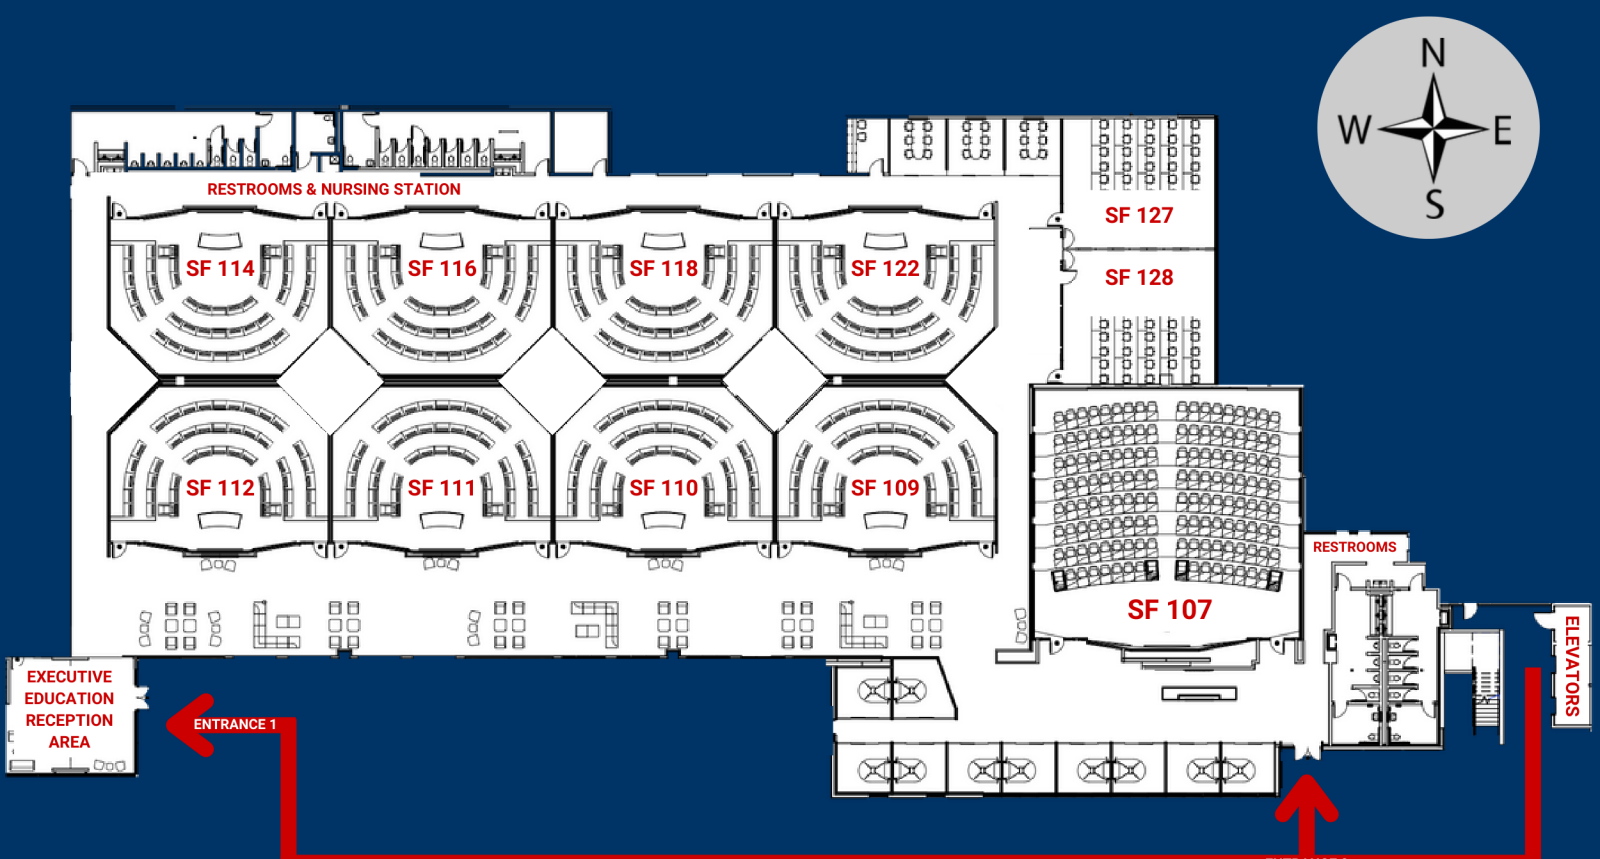 N
W E
S
RESTROOMS & NURSING STATION
SF 127
SF 114 SF 116 SF 118 SF 122
SF 128
SF 112 SF 111 SF 110 SF 109
SF 107
RESTROOMS
ELEVATORS
EXECUTIVE
EDUCATION
RECEPTION
AREA
ENTRANCE 1